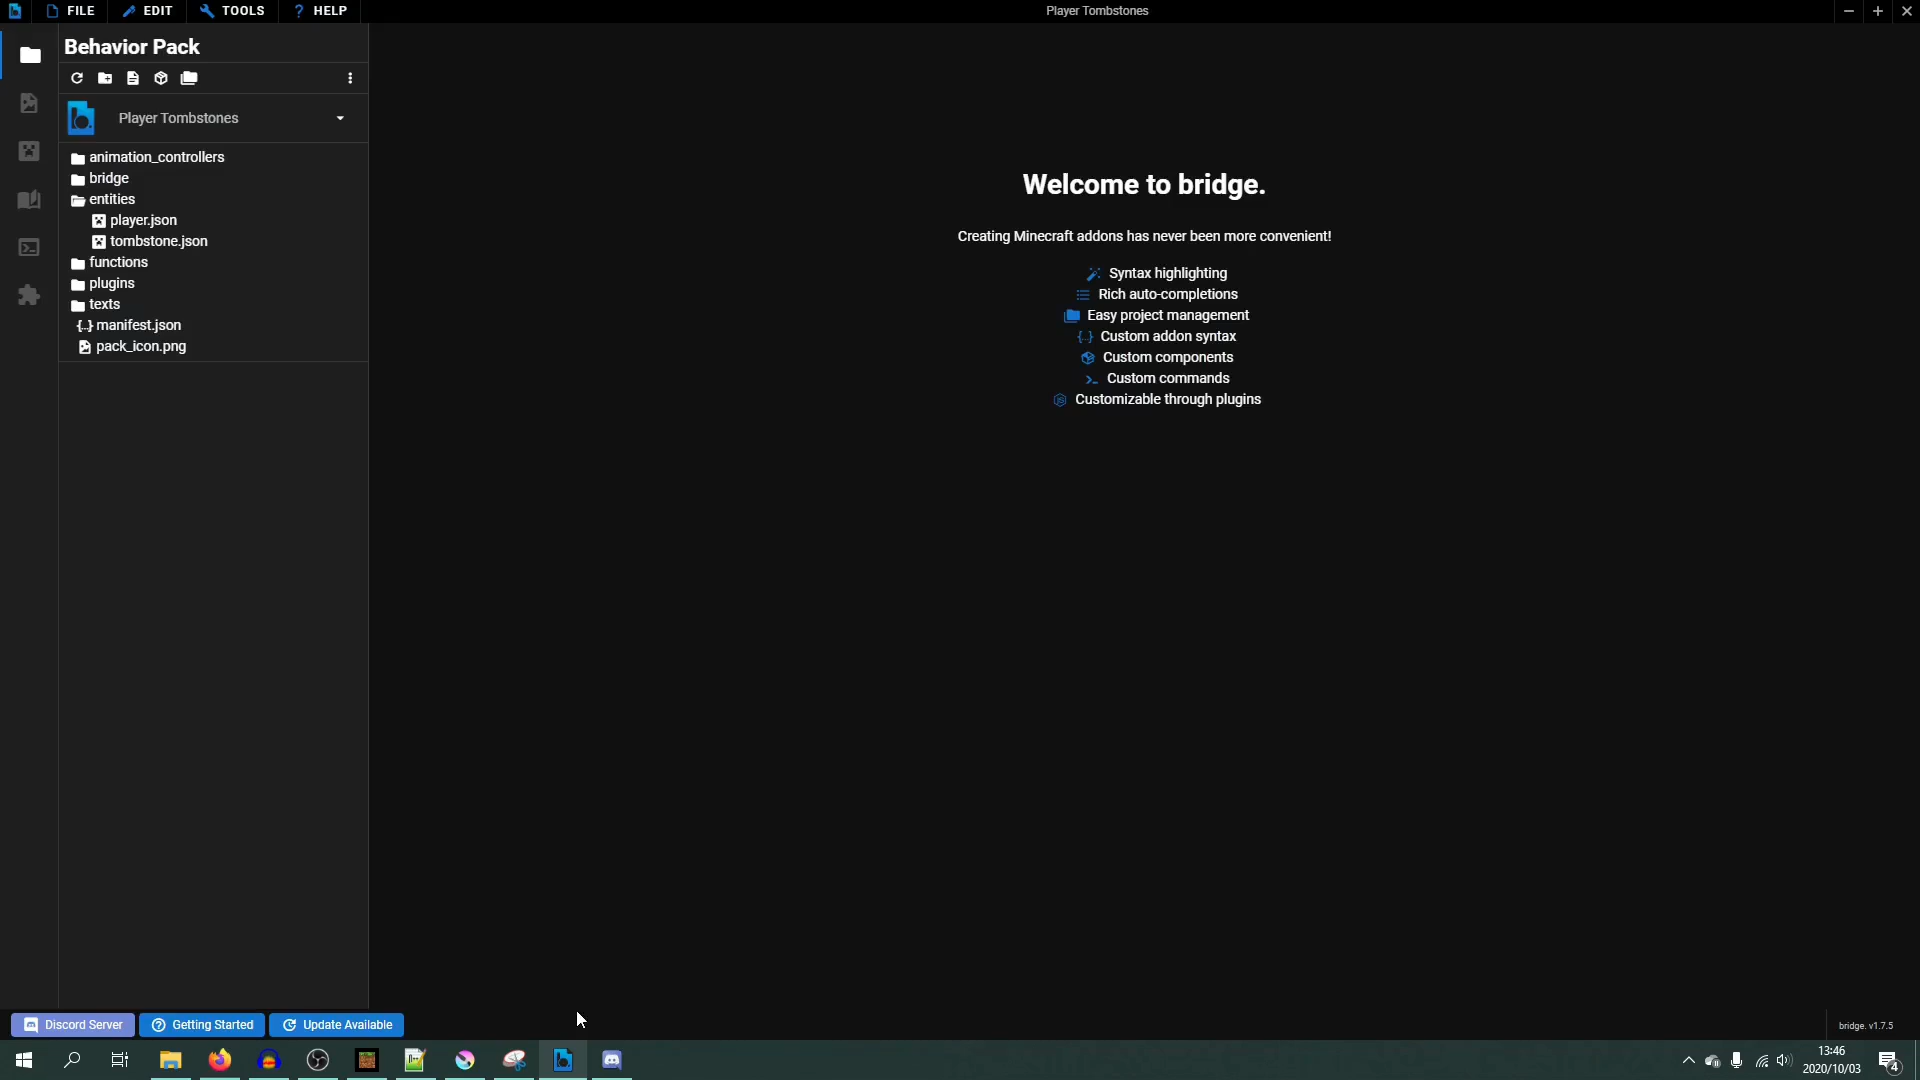 FILE EDIT TOOLS HELP Player Tombstones
Behavior Pack
Player Tombstones
animation_controllers
bridge
entities
player.json
tombstone.json
functions
plugins
texts
{..} manifest.json
pack_icon.png
Welcome to bridge.
Creating Minecraft addons has never been more convenient!
Syntax highlighting
Rich auto-completions
Easy project management
Custom addon syntax
Custom components
Custom commands
Customizable through plugins
Discord Server Getting Started Update Available
bridge. v1.7.5
13:46
2020/10/03
4